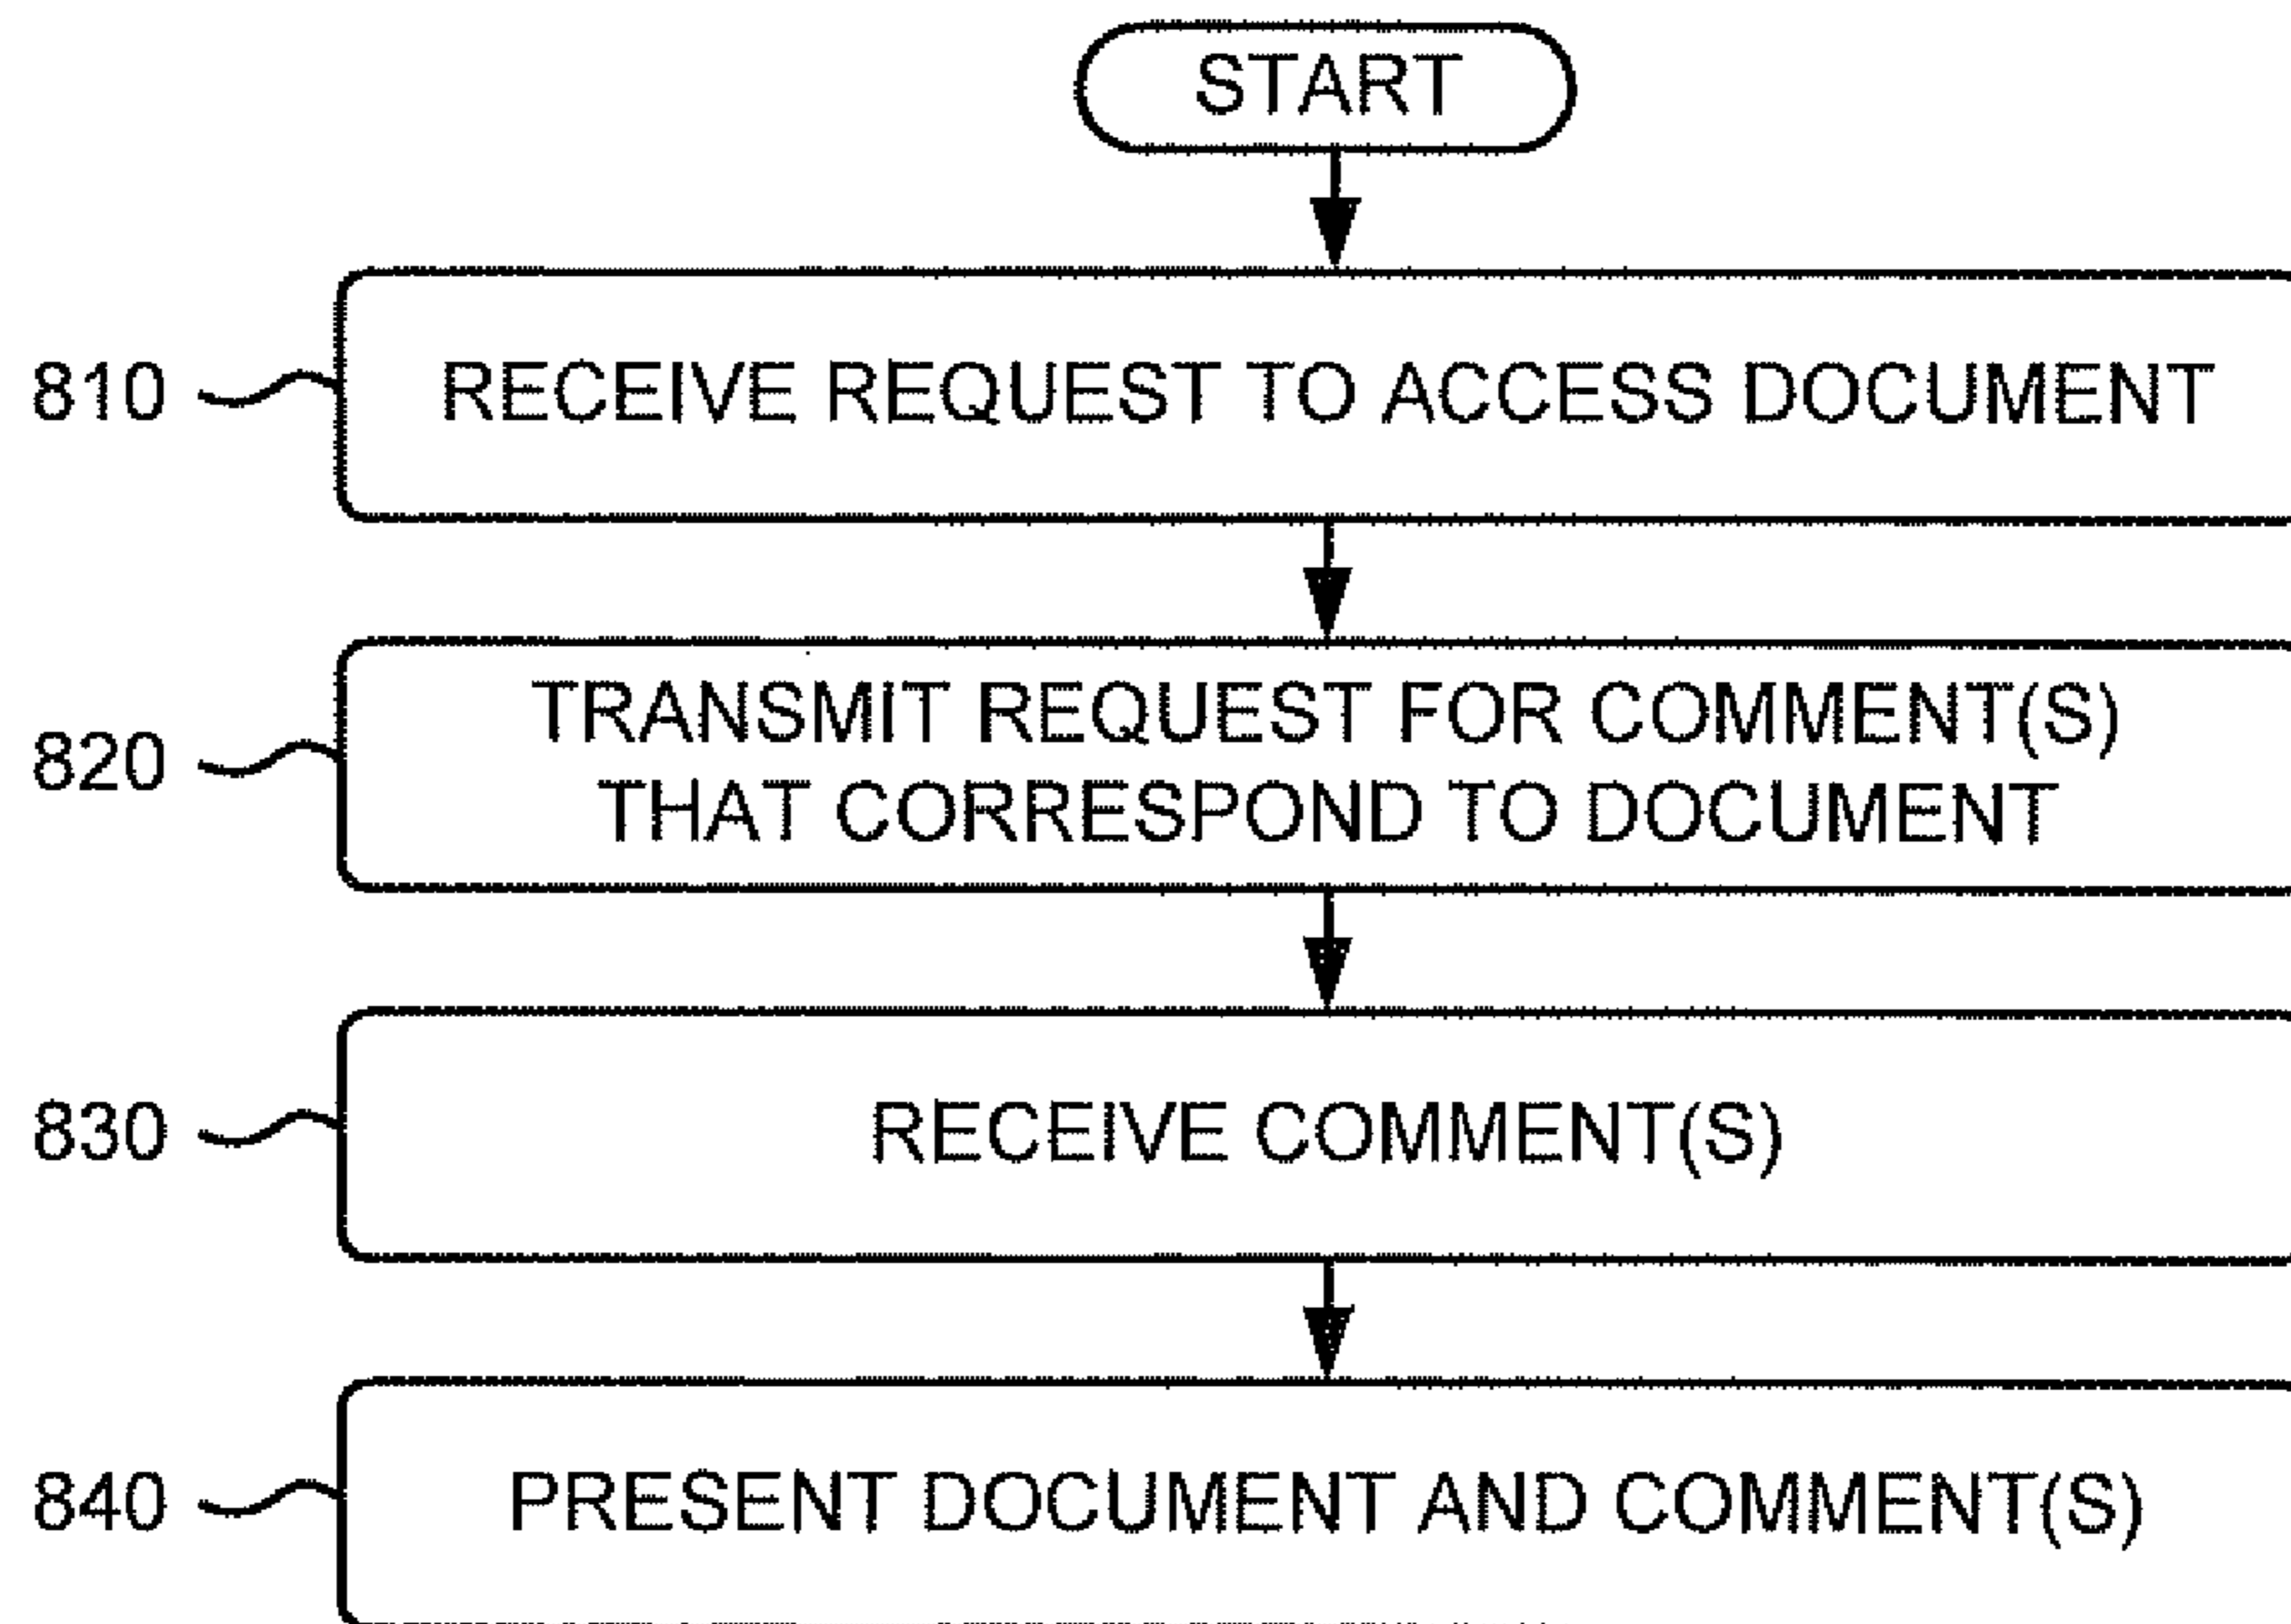 START
810
RECEIVE REQUEST TO ACCESS DOCUMENT
820
TRANSMIT REQUEST FOR COMMENT(S)
THAT CORRESPOND TO DOCUMENT
830
RECEIVE COMMENT(S)
840
PRESENT DOCUMENT AND COMMENT(S)